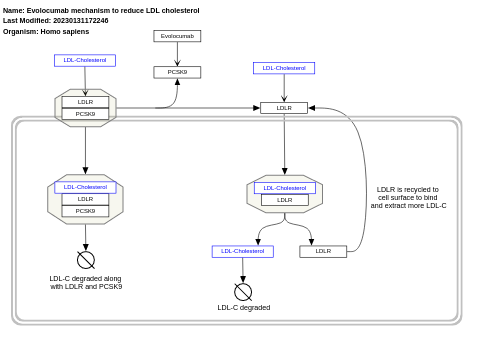 Name: Evolocumab mechanism to reduce LDL cholesterol
Last Modified: 20230131172246
Organism: Homo sapiens
Evolocumab
LDL-Cholesterol
PCSK9
LDL-Cholesterol
LDLR
PCSK9
LDLR
LDL-Cholesterol
LDLR
PCSK9
LDL-Cholesterol
LDLR
LDLR is recycled to
cell surface to bind
and extract more LDL-C
LDL-Cholesterol
LDLR
LDL-C degraded along
with LDLR and PCSK9
LDL-C degraded